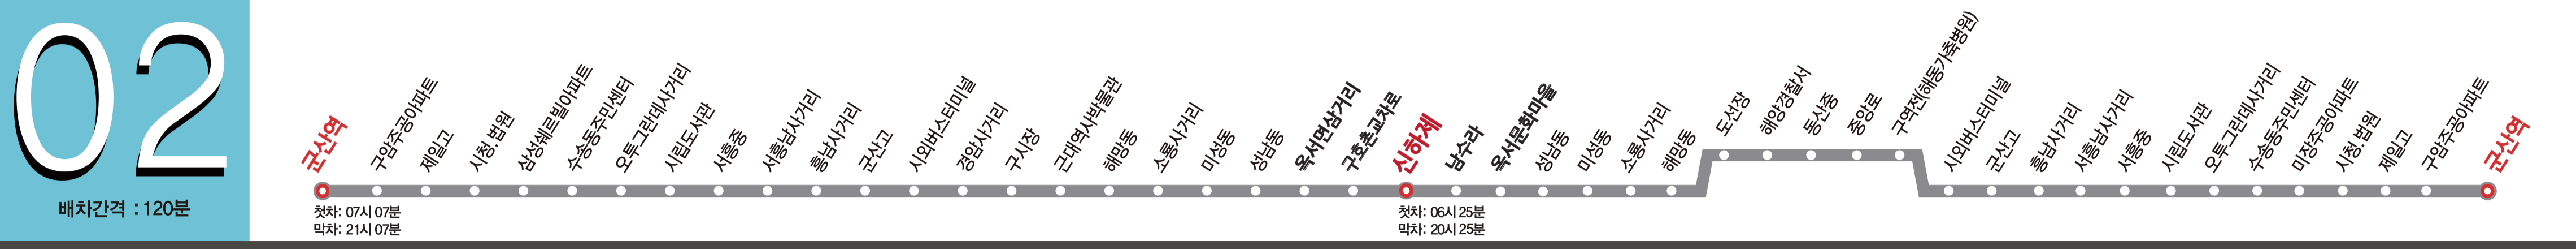 02
배차간격 : 120분
군산역
구암주공아파트
제일고
시청.법원
삼성쉐르빌아파트
수송동주민센터
오투그란데사거리
시립도서관
서흥중
서흥남사거리
흥남사거리
군산고
시외버스터미널
경암사거리
구시장
근대역사박물관
해망동
소룡사거리
미성동
성남동
옥서면삼거리
구호촌교차로
신하제
남수라
옥서문화마을
성남동
미성동
소룡사거리
해망동
도선장
해양경찰서
동산중
중앙로
구역전(해동가축병원)
시외버스터미널
군산고
흥남사거리
서흥남사거리
서흥중
시립도서관
오투그란데사거리
수송동주민센터
미장주공아파트
시청.법원
제일고
구암주공아파트
군산역
첫차: 07시 07분
막차: 21시 07분
첫차: 06시 25분
막차: 20시 25분